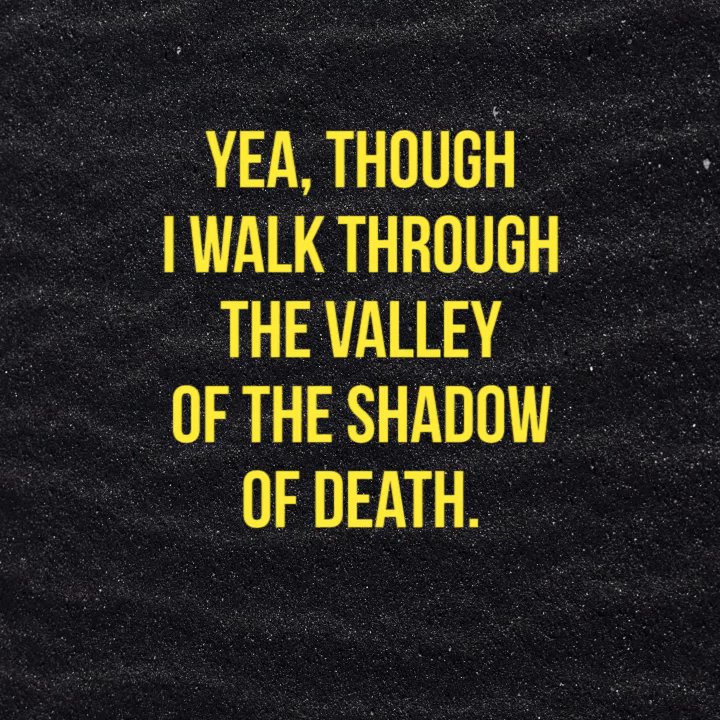 YEA, THOUGH
I WALK THROUGH
THE VALLEY
OF THE SHADOW
OF DEATH.